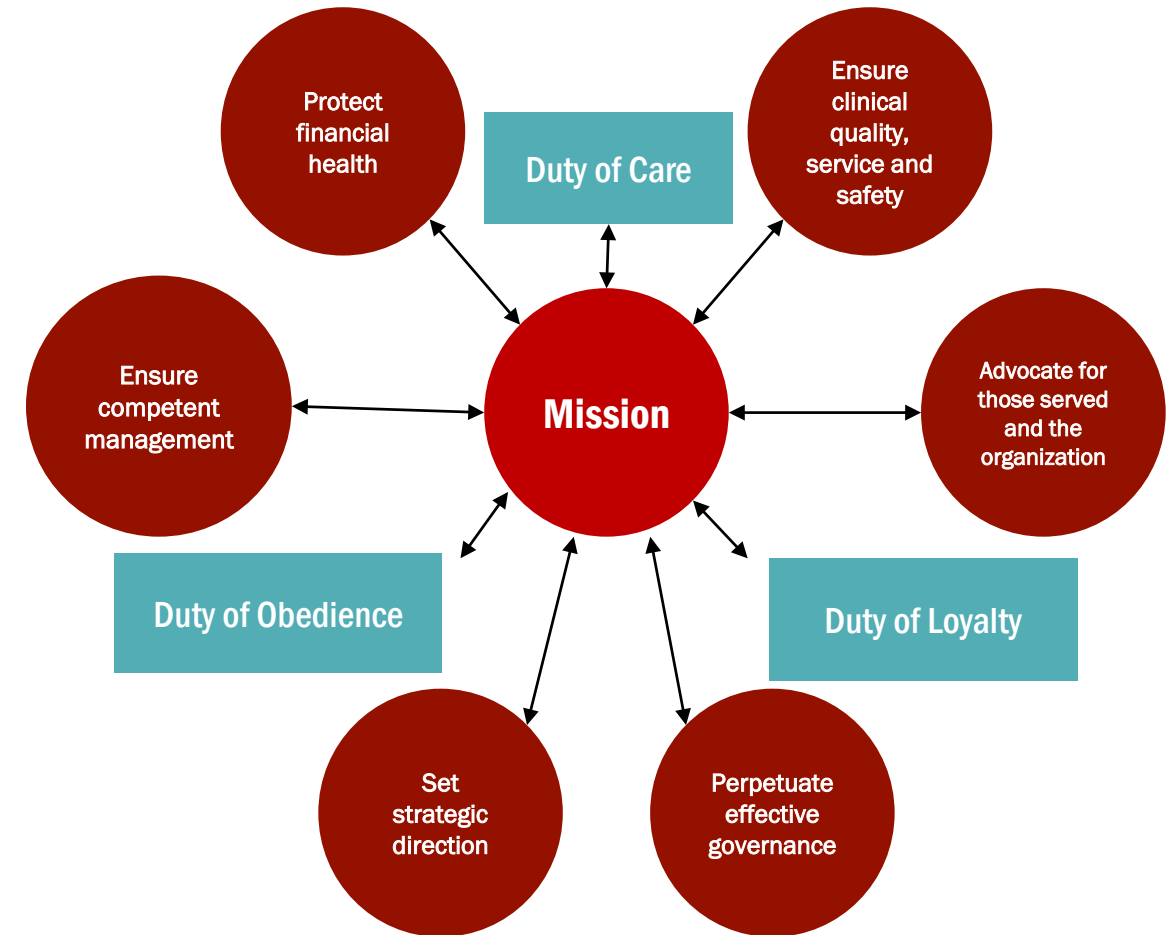 Protect
financial
health
Duty of Care
Ensure
clinical
quality,
service and
safety
Ensure
competent
management
Mission
Advocate for
those served
and the
organization
Duty of Obedience
Duty of Loyalty
Set
strategic
direction
Perpetuate
effective
governance